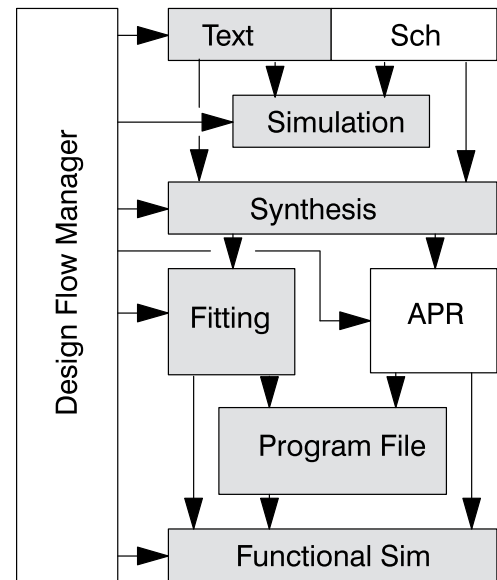 Design Flow Manager
Text
Sch
Simulation
Synthesis
Fitting
APR
Program File
Functional Sim